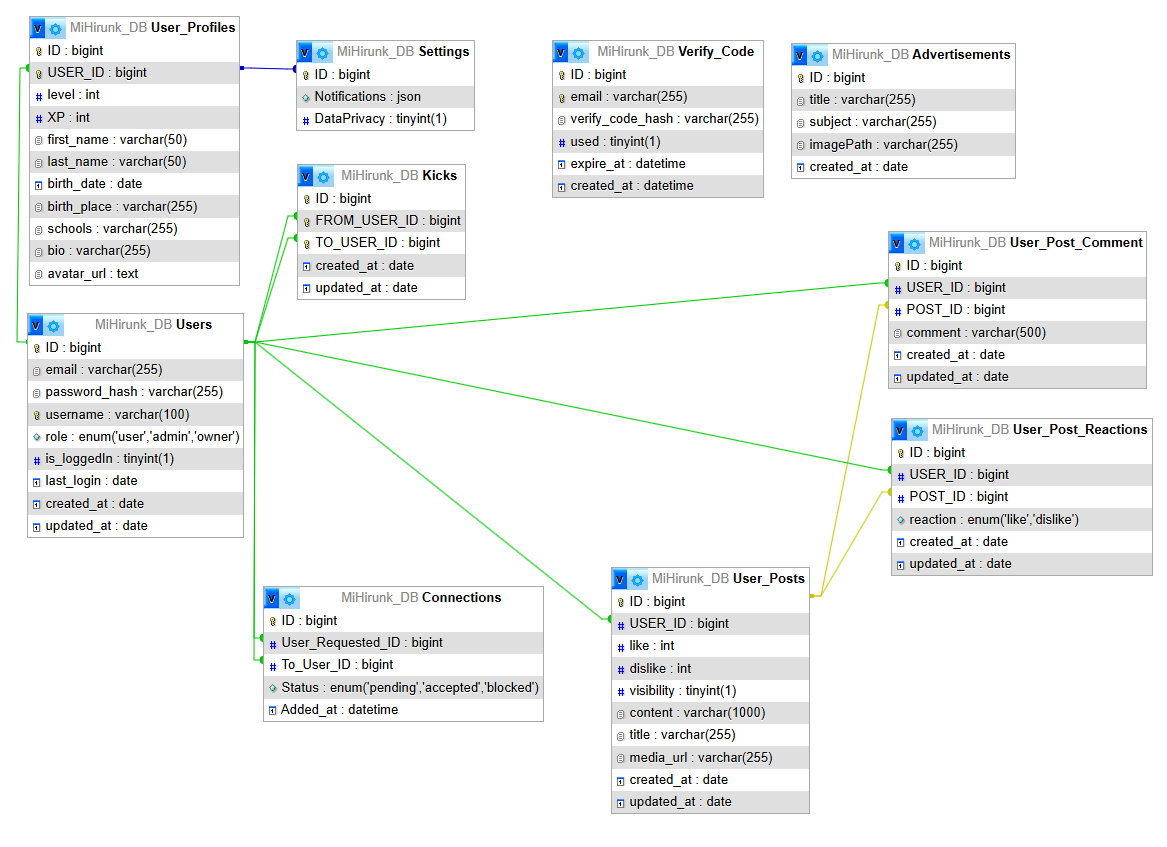 MiHirunk_DB User_Profiles
ID : bigint
USER_ID : bigint
level : int
XP : int
first_name : varchar(50)
last_name : varchar(50)
birth_date : date
birth_place : varchar(255)
schools : varchar(255)
bio : varchar(255)
avatar_url : text
MiHirunk_DB Settings
ID : bigint
Notifications : json
DataPrivacy : tinyint(1)
MiHirunk_DB Verify_Code
ID : bigint
email : varchar(255)
verify_code_hash : varchar(255)
used : tinyint(1)
expire_at : datetime
created_at : datetime
MiHirunk_DB Advertisements
ID : bigint
title : varchar(255)
subject : varchar(255)
imagePath : varchar(255)
created_at : date
MiHirunk_DB Kicks
ID : bigint
FROM_USER_ID : bigint
TO_USER_ID : bigint
created_at : date
updated_at : date
MiHirunk_DB User_Post_Comment
ID : bigint
USER_ID : bigint
POST_ID : bigint
comment : varchar(500)
created_at : date
updated_at : date
MiHirunk_DB Users
ID : bigint
email : varchar(255)
password_hash : varchar(255)
username : varchar(100)
role : enum('user','admin','owner')
is_loggedIn : tinyint(1)
last_login : date
created_at : date
updated_at : date
MiHirunk_DB User_Post_Reactions
ID : bigint
USER_ID : bigint
POST_ID : bigint
reaction : enum('like','dislike')
created_at : date
updated_at : date
MiHirunk_DB Connections
ID : bigint
User_Requested_ID : bigint
To_User_ID : bigint
Status : enum('pending','accepted','blocked')
Added_at : datetime
MiHirunk_DB User_Posts
ID : bigint
USER_ID : bigint
like : int
dislike : int
visibility : tinyint(1)
content : varchar(1000)
title : varchar(255)
media_url : varchar(255)
created_at : date
updated_at : date